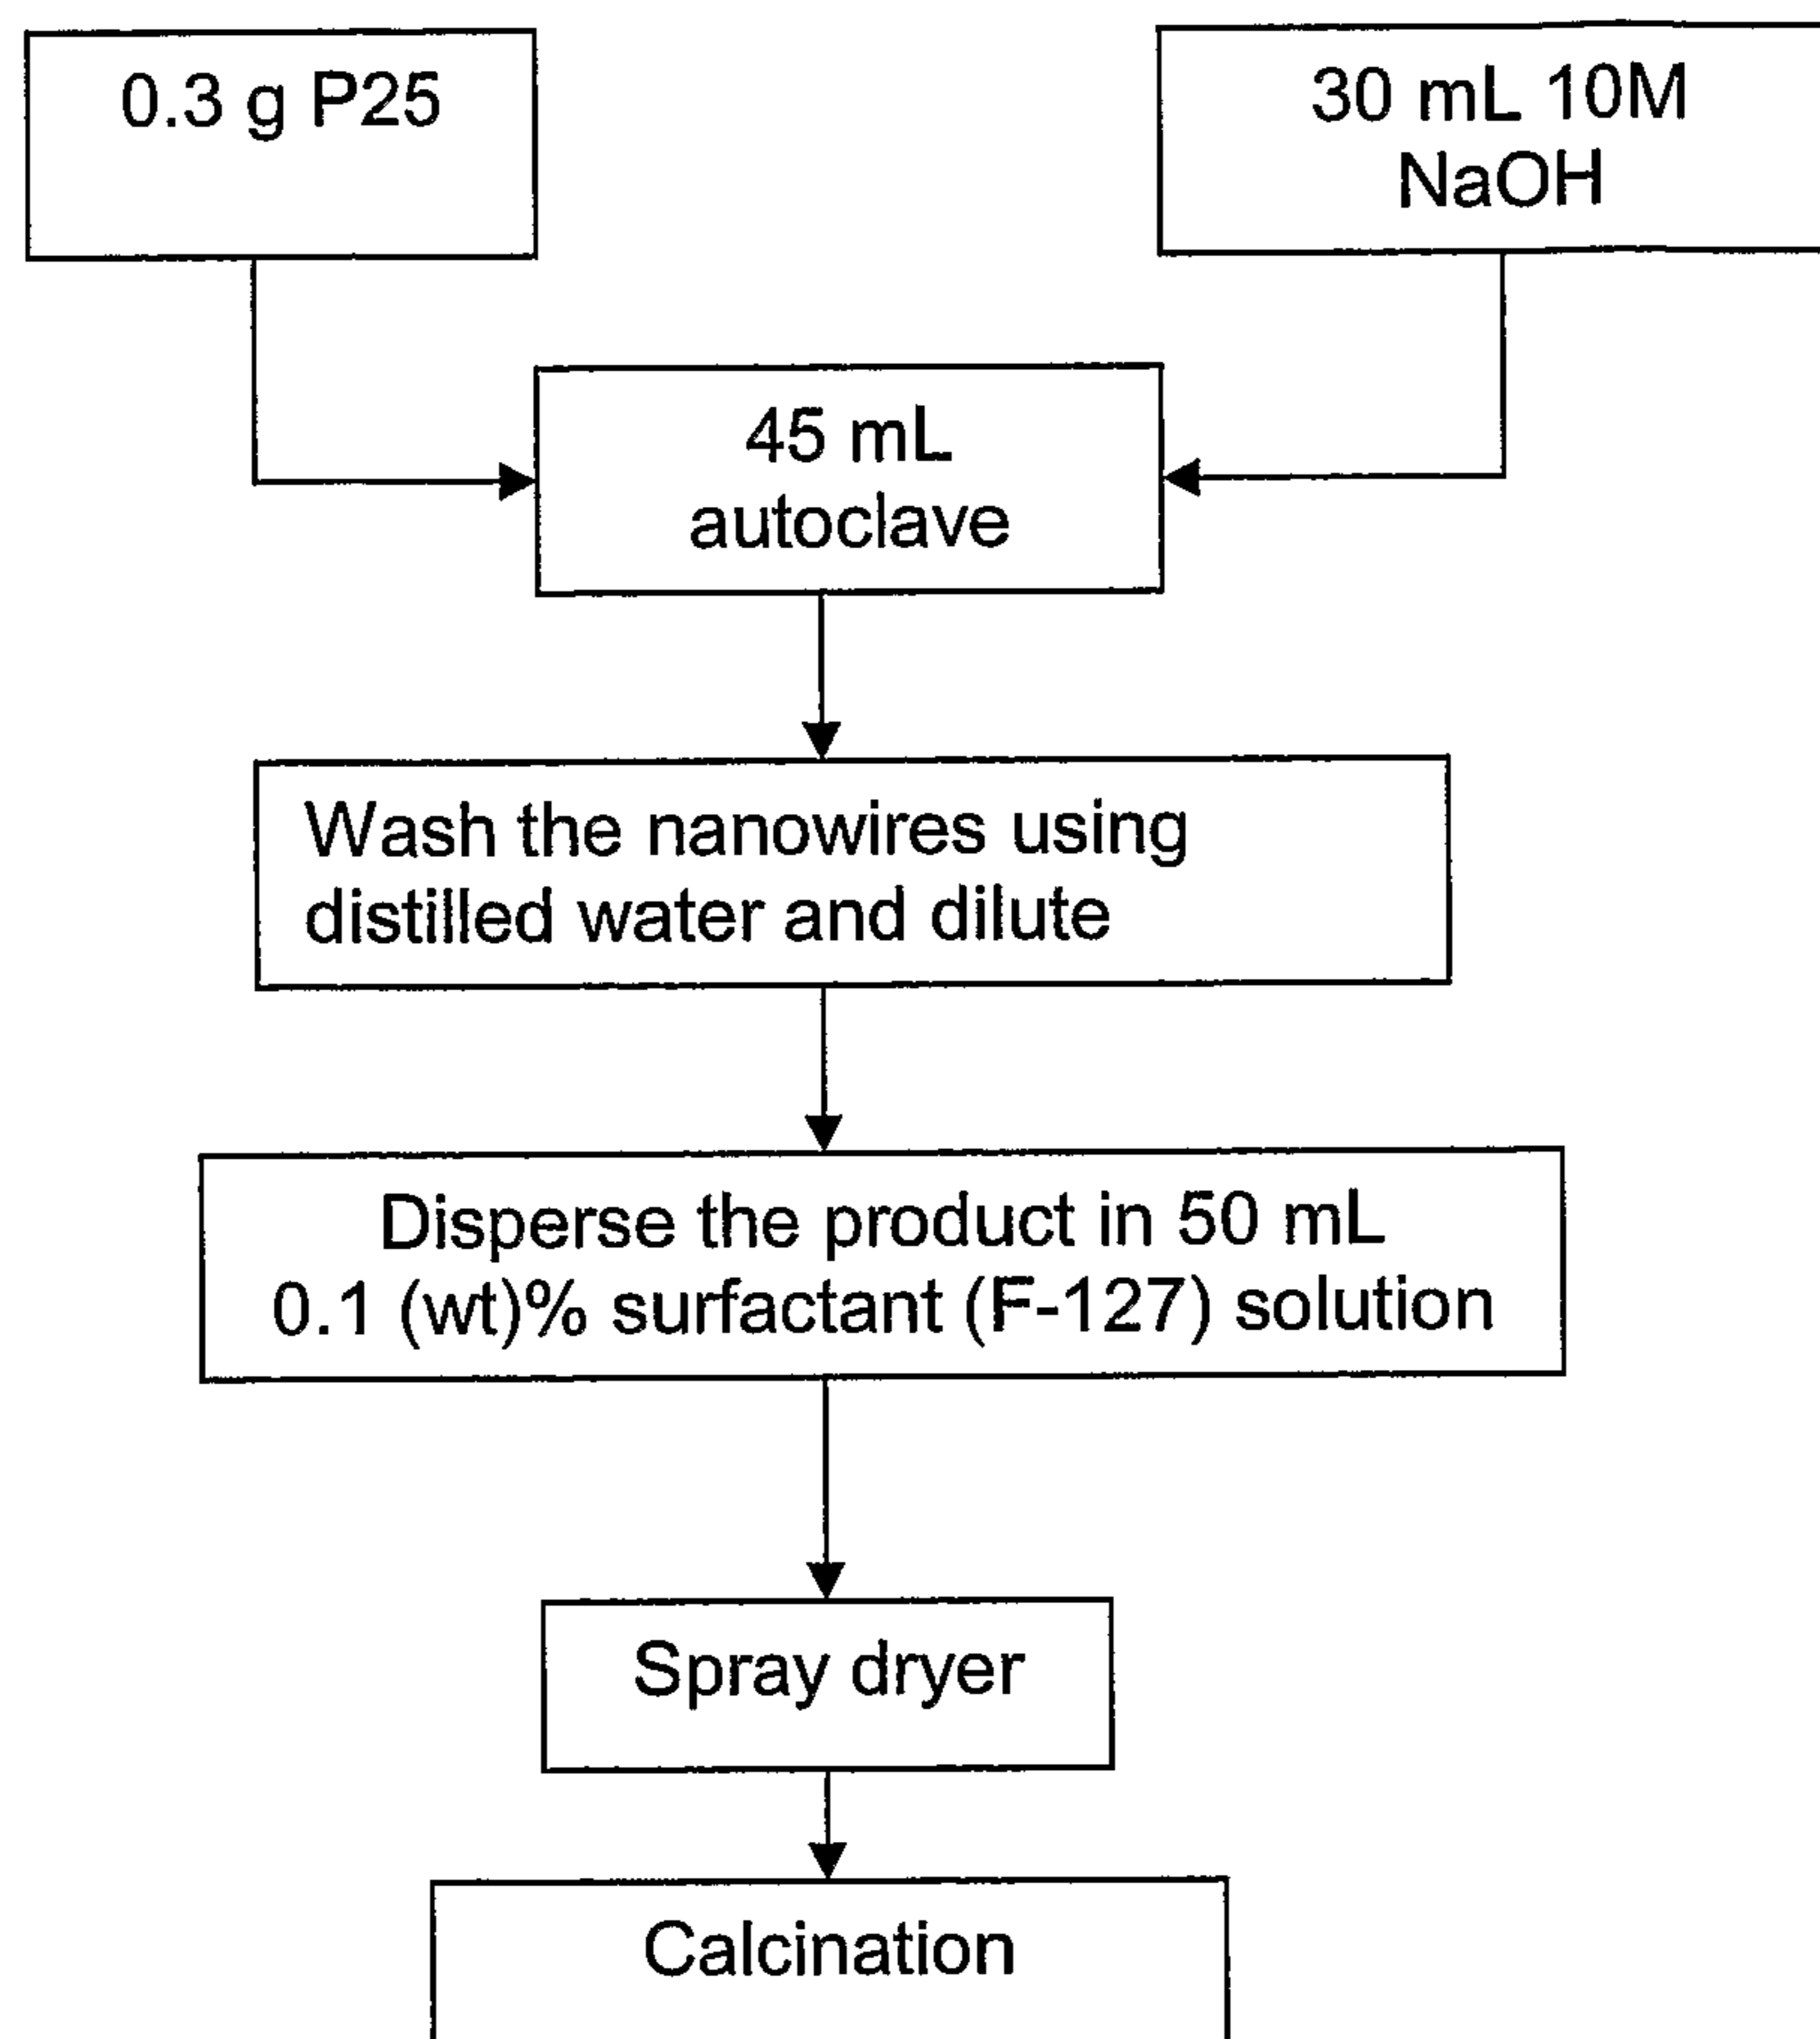 0.3 g P25
30 mL 10M
NaOH
45 mL
autoclave
Wash the nanowires using
distilled water and dilute
Disperse the product in 50 mL
0.1 (wt)% surfactant (F-127) solution
Spray dryer
Calcination